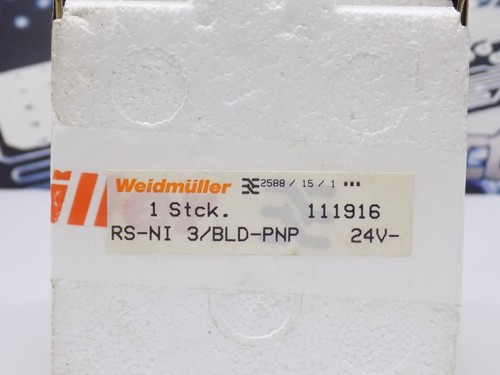 Weidmüller 2588 / 15 / 1
1 Stck. 111916
RS-NI 3/BLD-PNP 24V-